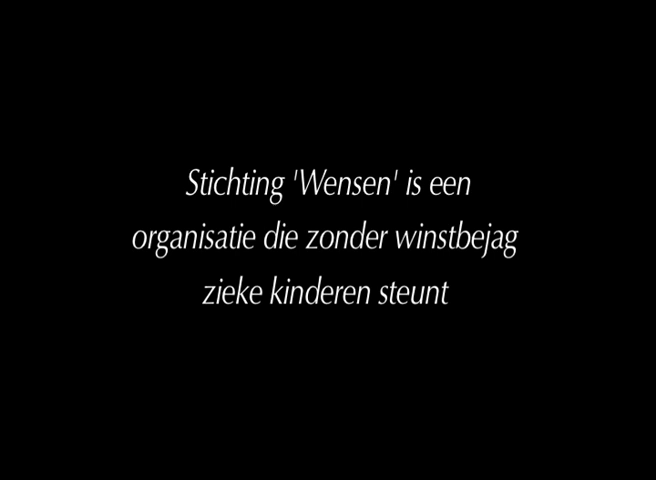 Stichting 'Wensen' is een
organisatie die zonder winstbejag
zieke kinderen steunt